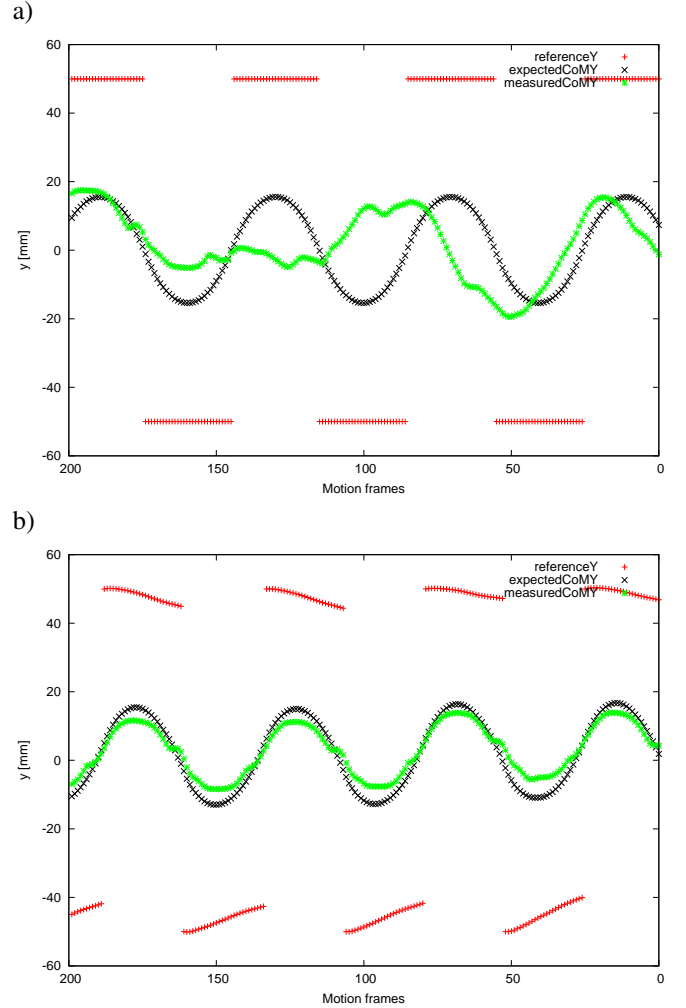 a)
60
40
20
0
-20
-40
-60
y [mm]
referenceY
expectedCoMY
measuredCoMY
200
150
100
50
0
Motion frames
b)
60
40
20
0
-20
-40
-60
y [mm]
referenceY
expectedCoMY
measuredCoMY
200
150
100
50
0
Motion frames